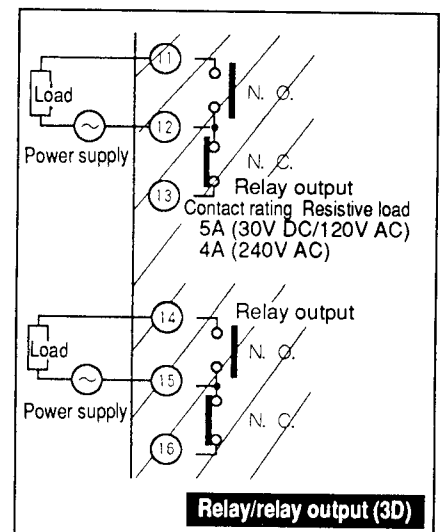 11
Load
N. O.
12
Power supply
N. C.
13
Relay output
Contact rating Resistive load
5A (30V DC/120V AC)
4A (240V AC)
14
Relay output
Load
N. O.
15
Power supply
N. C.
16
Relay/relay output (3D)